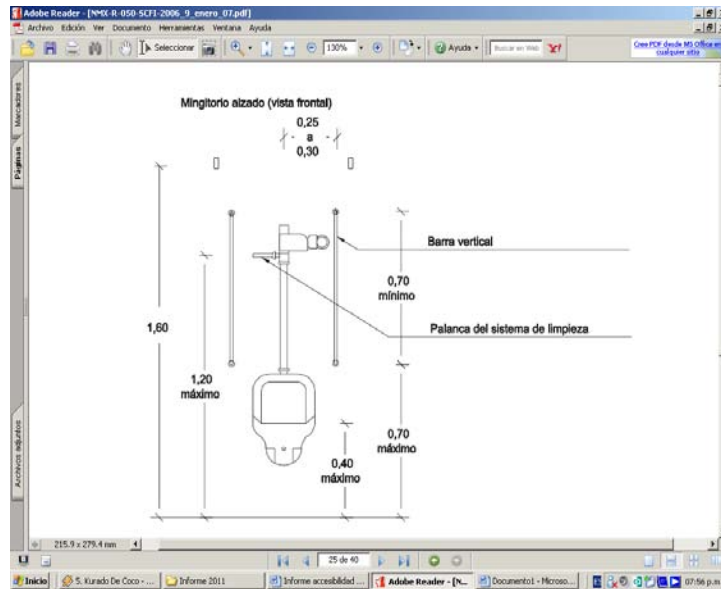 Adobe Reader - [NMX-R-050-SCFI-2006_9_enero_07.pdf]
Archivo Edición Ver Documento Herramientas Ventana Ayuda
Seleccionar 130% Ayuda Buscar en Web Y!
Cree PDF desde MS Office en
cualquier sitio
Marcadores
Páginas
Archivos adjuntos
Mingitorio alzado (vista frontal)
0,25
a
0,30
Barra vertical
0,70
mínimo
1,60
Palanca del sistema de limpieza
1,20
máximo
0,70
máximo
0,40
máximo
215.9 x 279.4 mm
25 de 40
Inicio S. Kurado De Coco - ... Informe 2011 Informe accesibilidad ... Adobe Reader - [N... Documento1 - Microso... 07:56 p.m.